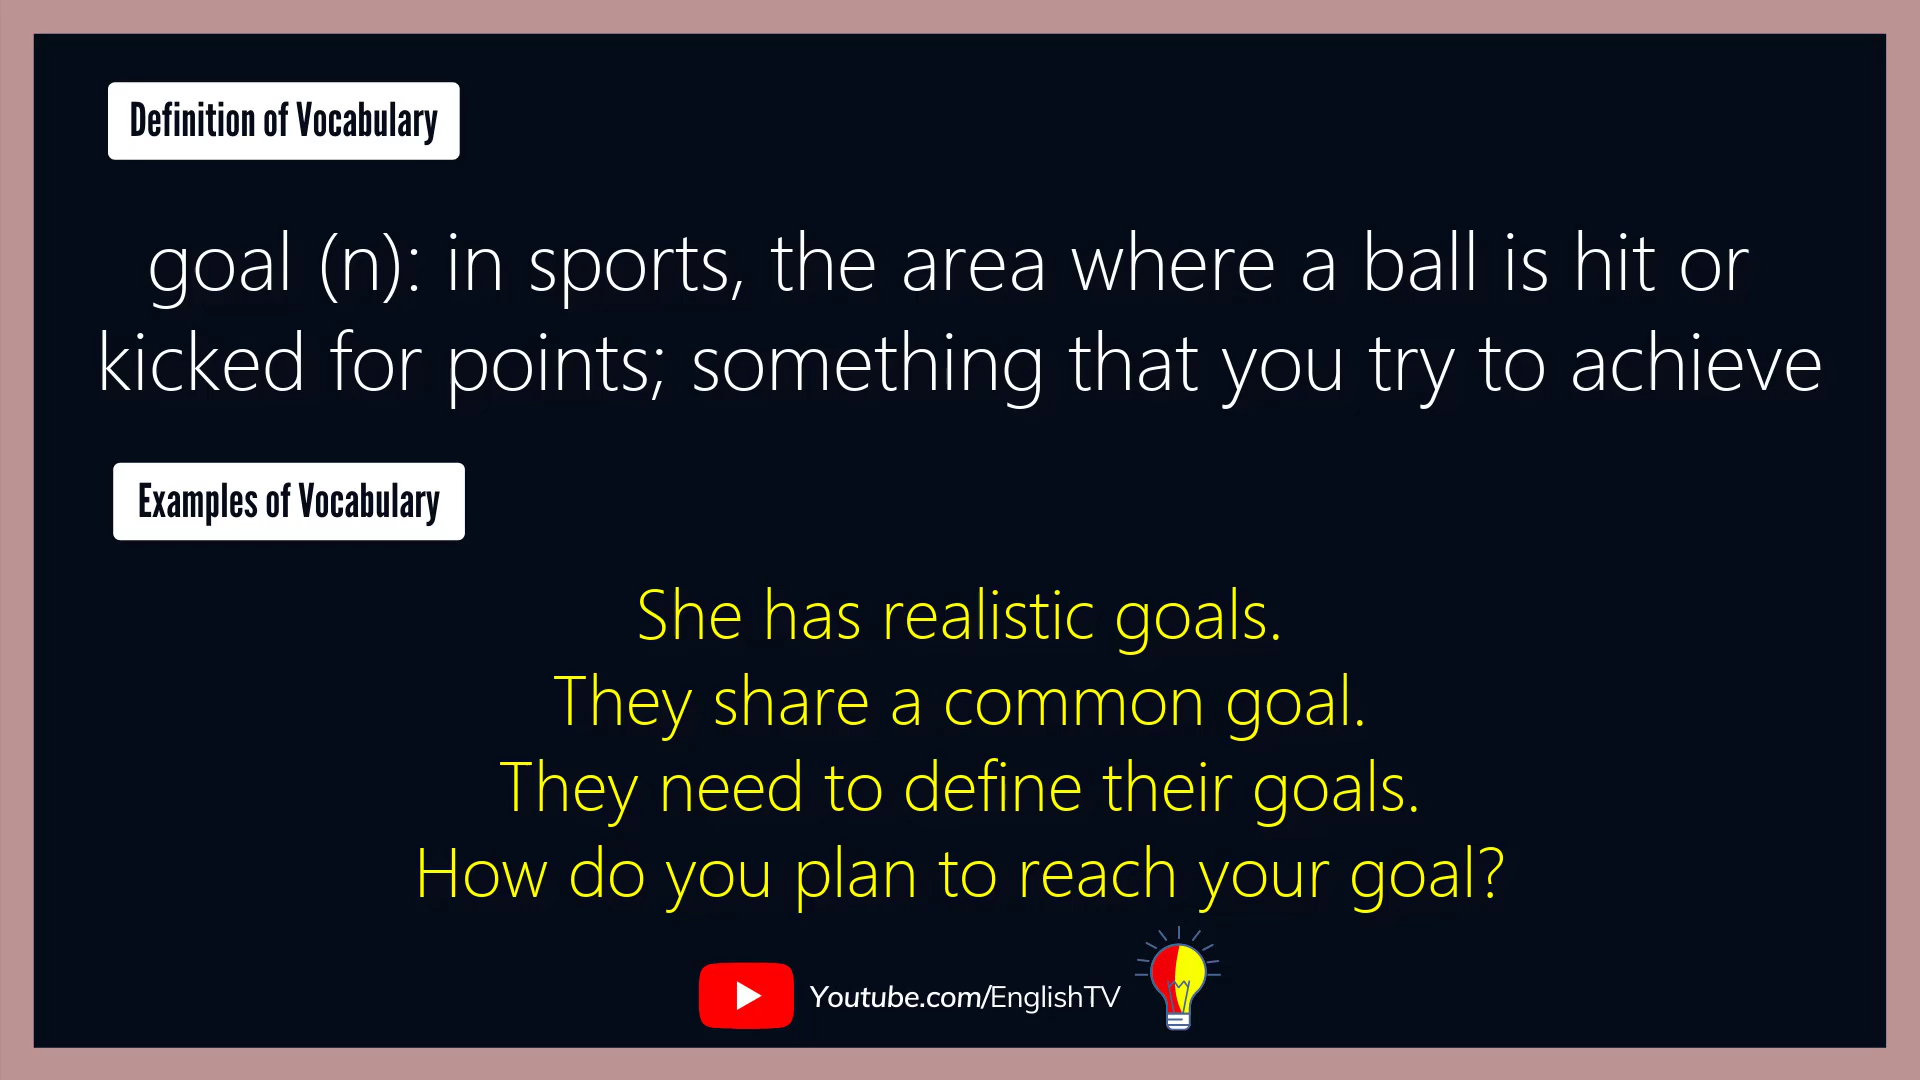 Definition of Vocabulary
goal (n): in sports, the area where a ball is hit or
kicked for points; something that you try to achieve
Examples of Vocabulary
She has realistic goals.
They share a common goal.
They need to define their goals.
How do you plan to reach your goal?
Youtube.com/EnglishTV